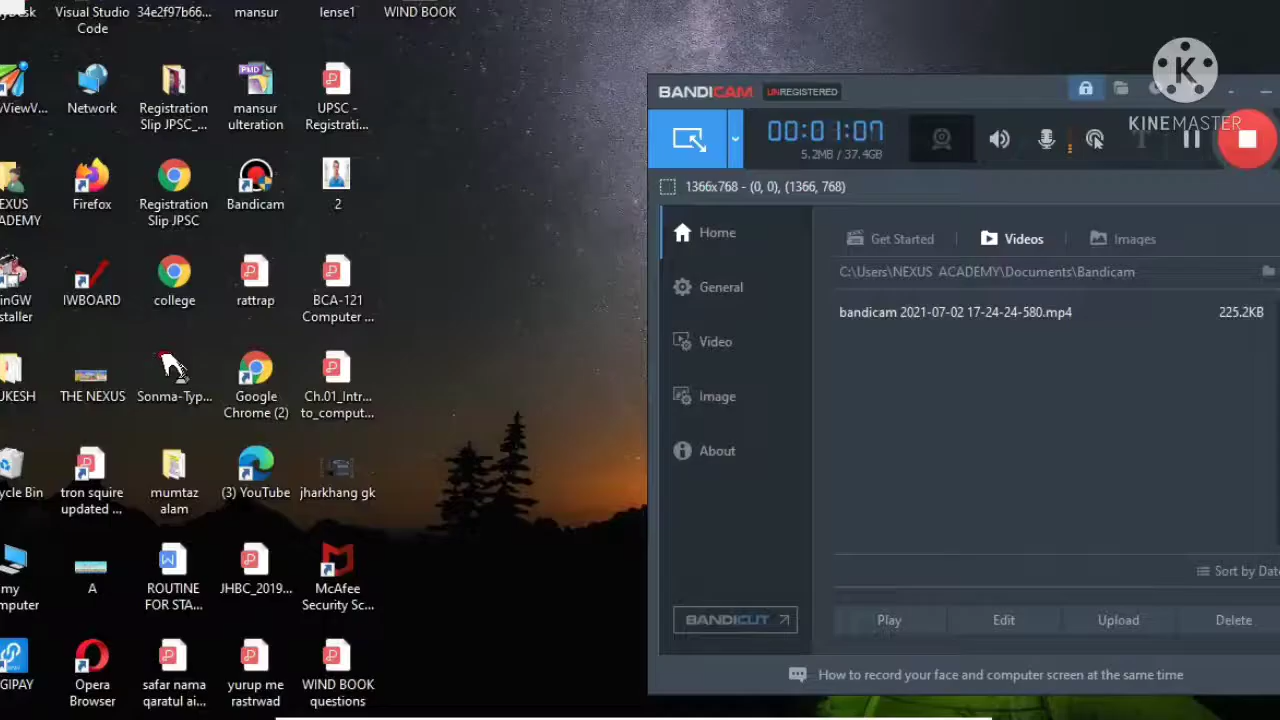 Desk
Visual Studio
Code
34e2f97b66...
mansur
lense1
WIND BOOK
Network
Registration
Slip JPSC_...
PMD
mansur
ulteration
UPSC -
Registrati...
ACADEMY
Firefox
Registration
Slip JPSC
Bandicam
2
IWBOARD
college
rattrap
BCA-121
Computer ...
THE NEXUS
Sonma-Typ...
Google
Chrome (2)
Ch.01_Intr...
to_comput...
tron squire
updated ...
mumtaz
alam
(3) YouTube
jharkhang gk
my
A
ROUTINE
FOR STA...
JHBC_2019...
McAfee
Security Sc...
GIPAY
Opera
Browser
safar nama
qaratul ai...
yurup me
rastrwad
WIND BOOK
questions
BANDICAM
UNREGISTERED
K
KINEMASTER
00:01:07
5.2MB / 37.4GB
1366x768 - (0, 0), (1366, 768)
Home
General
Video
Image
About
BANDICUT
Get Started
Videos
Images
C:\Users\NEXUS ACADEMY\Documents\Bandicam
bandicam 2021-07-02 17-24-24-580.mp4
225.2KB
Sort by Date
Play
Edit
Upload
Delete
How to record your face and computer screen at the same time